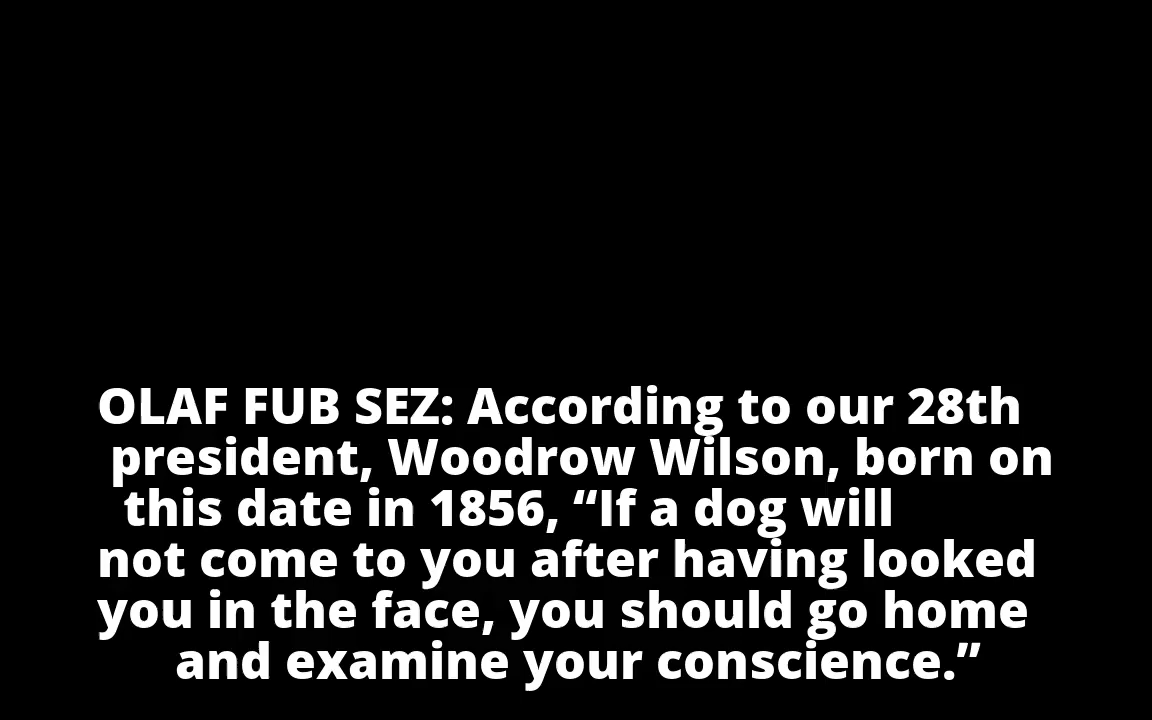 OLAF FUB SEZ: According to our 28th
president, Woodrow Wilson, born on
this date in 1856, “If a dog will
not come to you after having looked
you in the face, you should go home
and examine your conscience.”